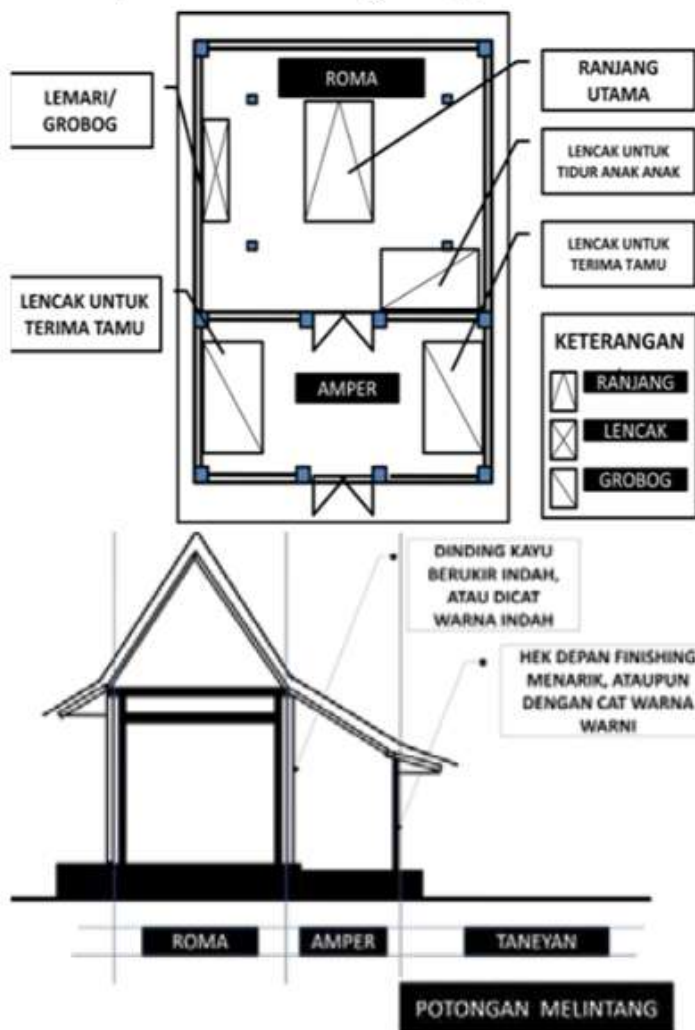 ROMA
RANJANG
UTAMA
LEMARI/
GROBOG
LENCAK UNTUK
TIDUR ANAK ANAK
LENCAK UNTUK
TERIMA TAMU
LENCAK UNTUK
TERIMA TAMU
AMPER
KETERANGAN
RANJANG
LENCAK
GROBOG
DINDING KAYU
BERUKIR INDAH,
ATAU DICAT
WARNA INDAH
HEK DEPAN FINISHING
MENARIK, ATAUPUN
DENGAN CAT WARNA
WARNI
ROMA
AMPER
TANEYAN
POTONGAN MELINTANG